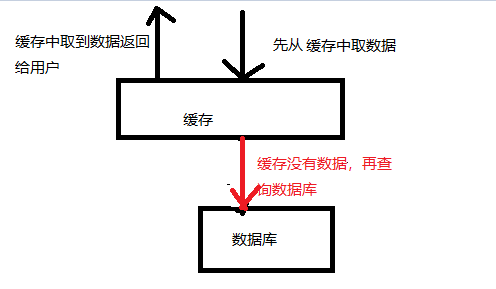 缓存中取到数据返回
给用户
先从 缓存中取数据
缓存
缓存没有数据，再查
询数据库
数据库